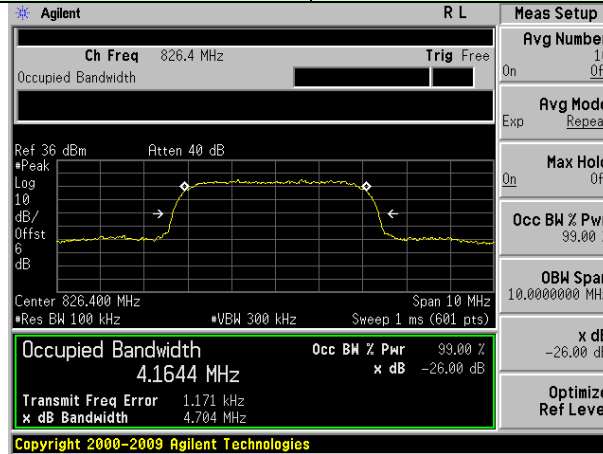 Agilent R L
Ch Freq 826.4 MHz Trig Free
Occupied Bandwidth
Ref 36 dBm Atten 40 dB
#Peak
Log
10
dB/
Offst
6
dB
Center 826.400 MHz Span 10 MHz
#Res BW 100 kHz #VBW 300 kHz Sweep 1 ms (601 pts)
Occupied Bandwidth Occ BW % Pwr 99.00 %
4.1644 MHz x dB -26.00 dB
Transmit Freq Error 1.171 kHz
x dB Bandwidth 4.704 MHz
Copyright 2000-2009 Agilent Technologies
Meas Setup
Avg Number
On
Avg Mode
Exp Repea
Max Hold
On
Occ BW % Pwr
99.00
OBW Span
10.0000000 MHz
x dB
-26.00 dB
Optimize
Ref Level